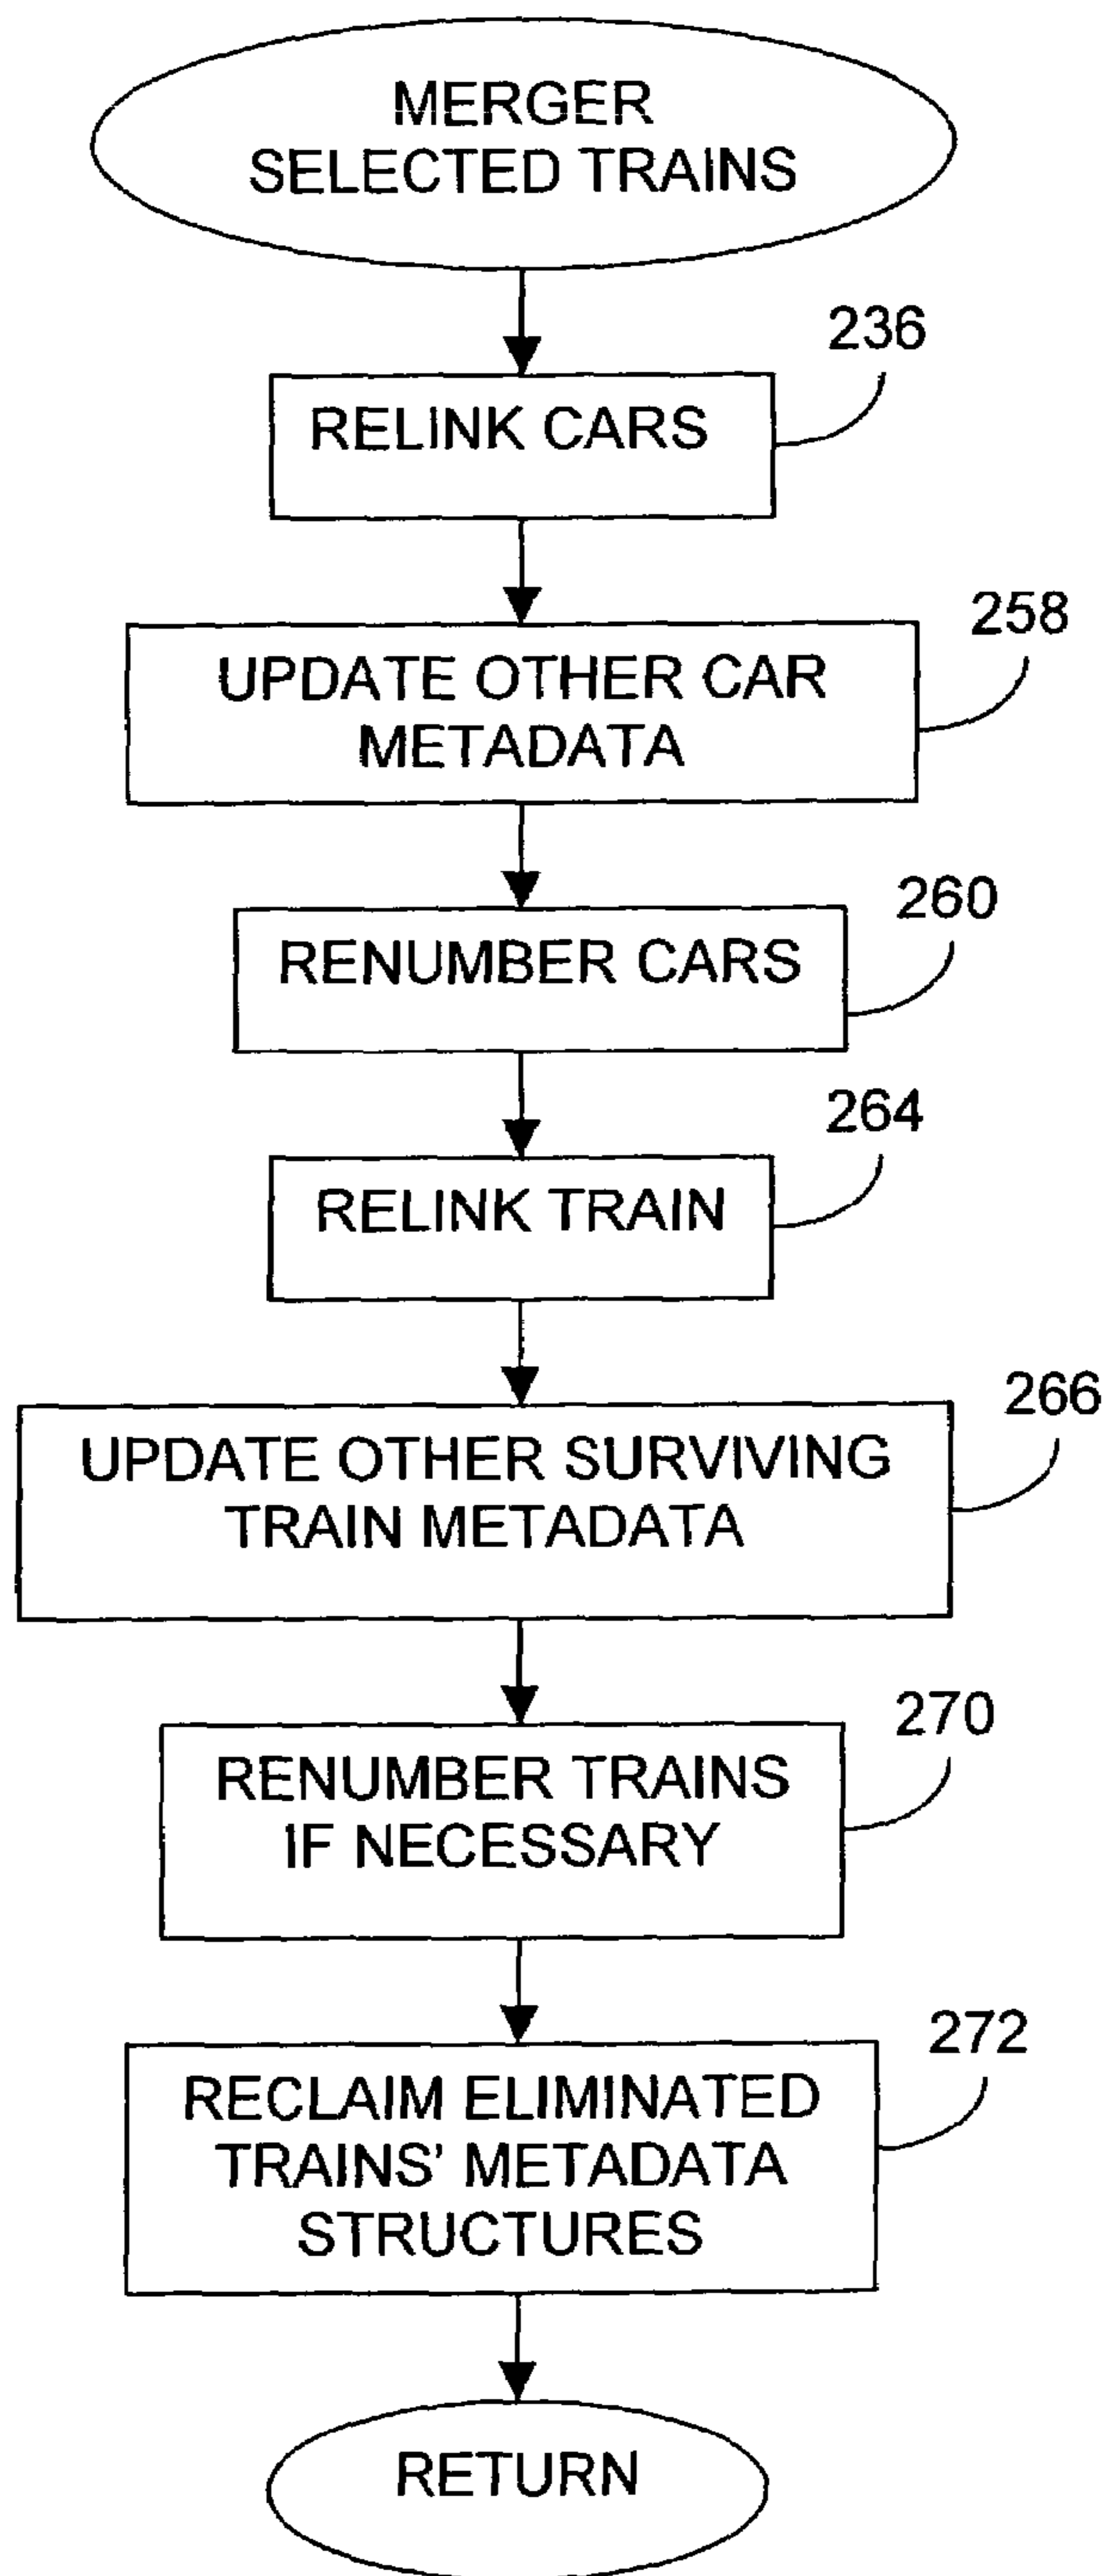 MERGER
SELECTED TRAINS
236
RELINK CARS
258
UPDATE OTHER CAR
METADATA
260
RENUMBER CARS
264
RELINK TRAIN
266
UPDATE OTHER SURVIVING
TRAIN METADATA
270
RENUMBER TRAINS
IF NECESSARY
272
RECLAIM ELIMINATED
TRAINS' METADATA
STRUCTURES
RETURN